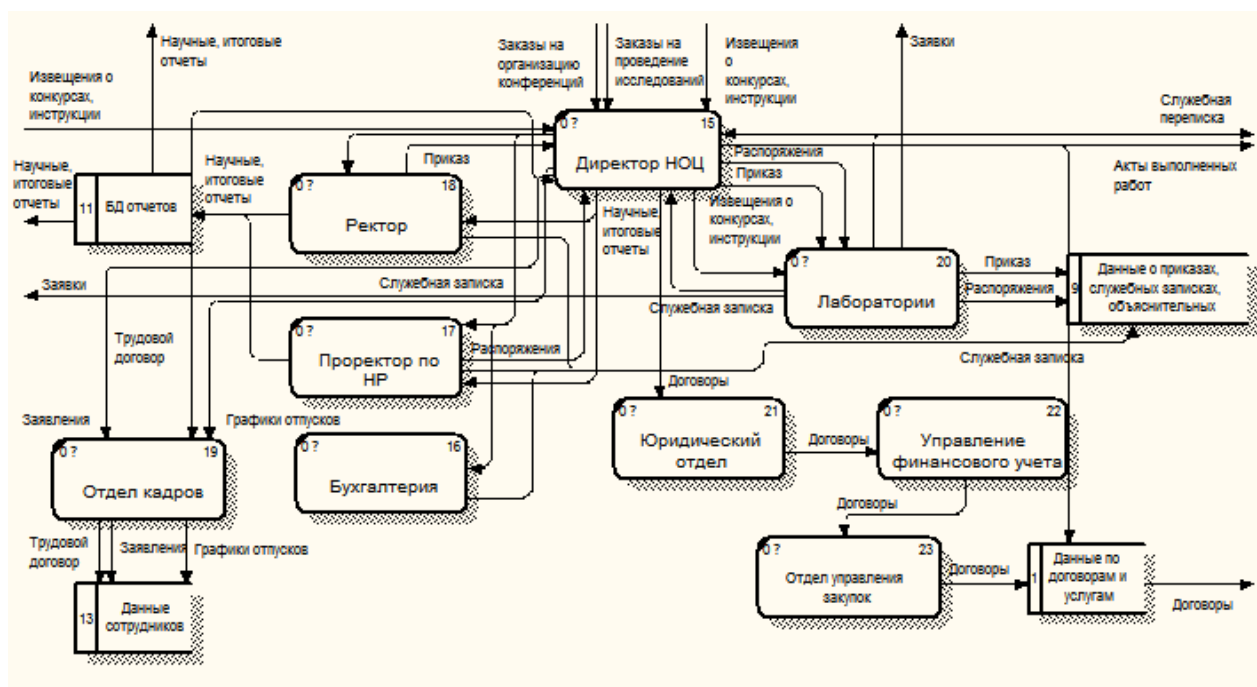 Научные, итоговые
отчеты
Заказы на
организацию
конференций
Заказы на
проведение
исследований
Извещения
о
конкурсах,
инструкции
Заявки
Извещения о
конкурсах,
инструкции
Служебная
переписка
0 ?
15
Директор НОЦ
Научные,
итоговые
отчеты
Научные,
итоговые
отчеты
Приказ
Распоряжения
Приказ
Акты выполненных
работ
11
БД отчетов
0 ?
18
Ректор
Научные,
итоговые
отчеты
Извещения о
конкурсах,
инструкции
0 ?
20
Лаборатории
Приказ
Распоряжения
9
Данные о приказах,
служебных записках,
объяснительных
Заявки
Служебная записка
Служебная записка
Трудовой
договор
0 ?
17
Проректор по
НР
Распоряжения
Служебная записка
Договоры
Заявления
Графики отпусков
0 ?
19
Отдел кадров
0 ?
16
Бухгалтерия
0 ?
21
Юридический
отдел
Договоры
0 ?
22
Управление
финансового учета
Договоры
Трудовой
договор
Заявления
Графики отпусков
0 ?
23
Отдел управления
закупок
Договоры
1
Данные по
договорам и
услугам
Договоры
13
Данные
сотрудников